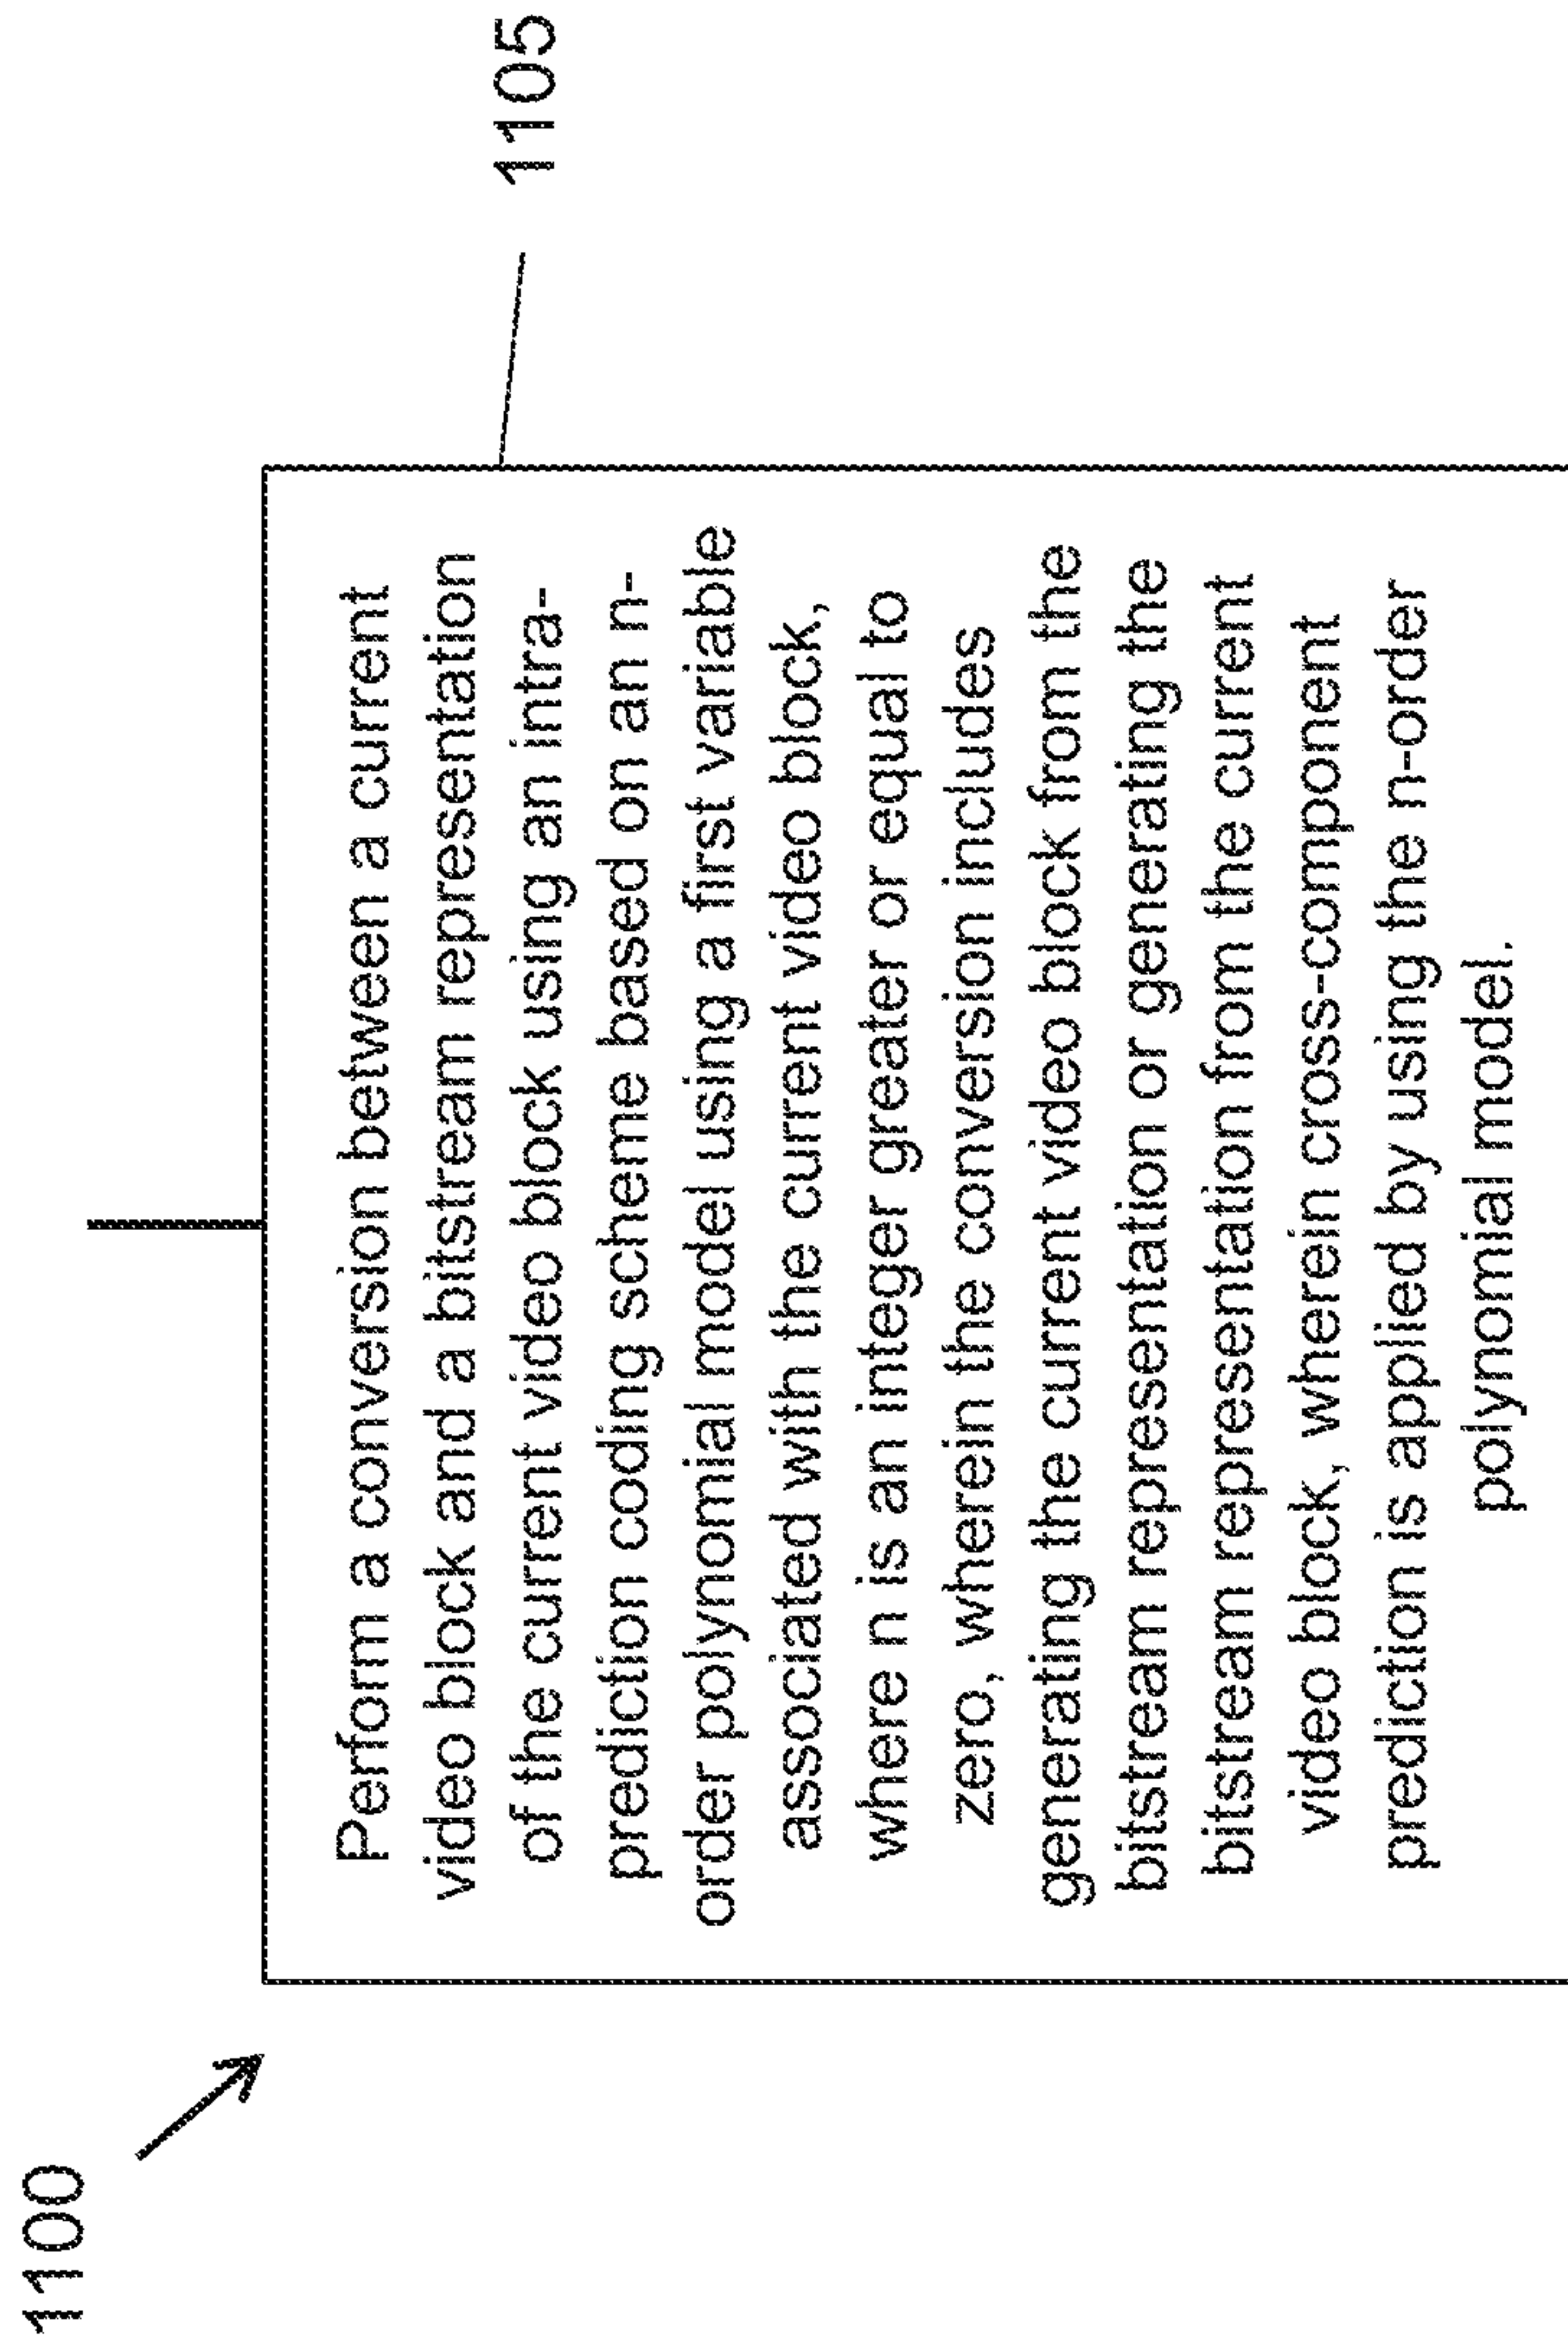 1100
1105
Perform a conversion between a current
video block and a bitstream representation
of the current video block using an intra-
prediction coding scheme based on an n-
order polynomial model using a first variable
associated with the current video block,
where n is an integer greater or equal to
zero, wherein the conversion includes
generating the current video block from the
bitstream representation or generating the
bitstream representation from the current
video block, wherein cross-component
prediction is applied by using the n-order
polynomial model.